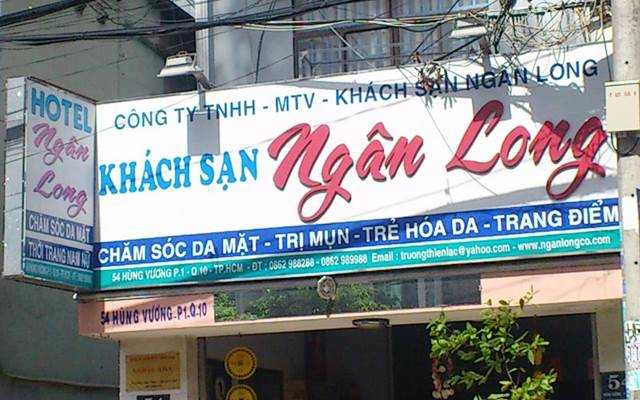 HOTEL
Ngân
Long
CHĂM SÓC DA MẶT
THỜI TRANG NAM NỮ
CÔNG TY TNHH - MTV - KHÁCH SẠN NGÂN LONG
KHÁCH SẠN Ngân Long
CHĂM SÓC DA MẶT - TRỊ MỤN - TRẺ HÓA DA - TRANG ĐIỂM
54 HÙNG VƯƠNG P.1 - Q.10 - TP.HCM - ĐT : 0862 988288 - 0862 989988 Email : truongthienlac@yahoo.com - www.nganlongco.com
54 HÙNG VƯƠNG-P1.Q.10